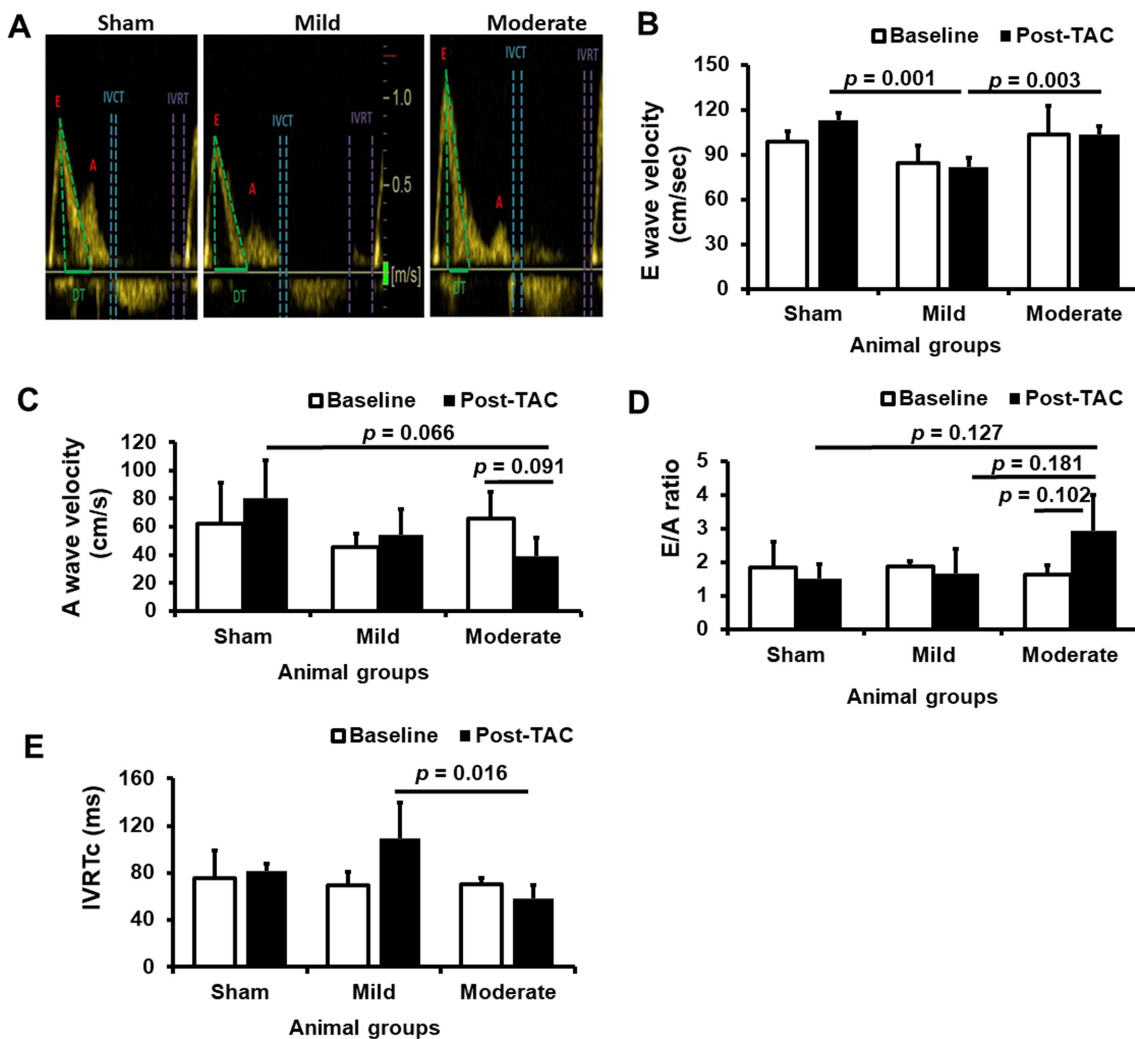 A
Sham
Mild
Moderate
E
A
IVCT
IVRT
DT
E
A
IVCT
IVRT
DT
1.0
0.5
[m/s]
E
A
IVCT
IVRT
DT
B
Baseline Post-TAC
p = 0.001 p = 0.003
E wave velocity
(cm/sec)
150
120
90
60
30
0
Sham Mild Moderate
Animal groups
C
Baseline Post-TAC
p = 0.066
p = 0.091
A wave velocity
(cm/s)
120
100
80
60
40
20
0
Sham Mild Moderate
Animal groups
D
Baseline Post-TAC
p = 0.127
p = 0.181
p = 0.102
E/A ratio
5
4
3
2
1
0
Sham Mild Moderate
Animal groups
E
Baseline Post-TAC
p = 0.016
IVRTc (ms)
160
120
80
40
0
Sham Mild Moderate
Animal groups